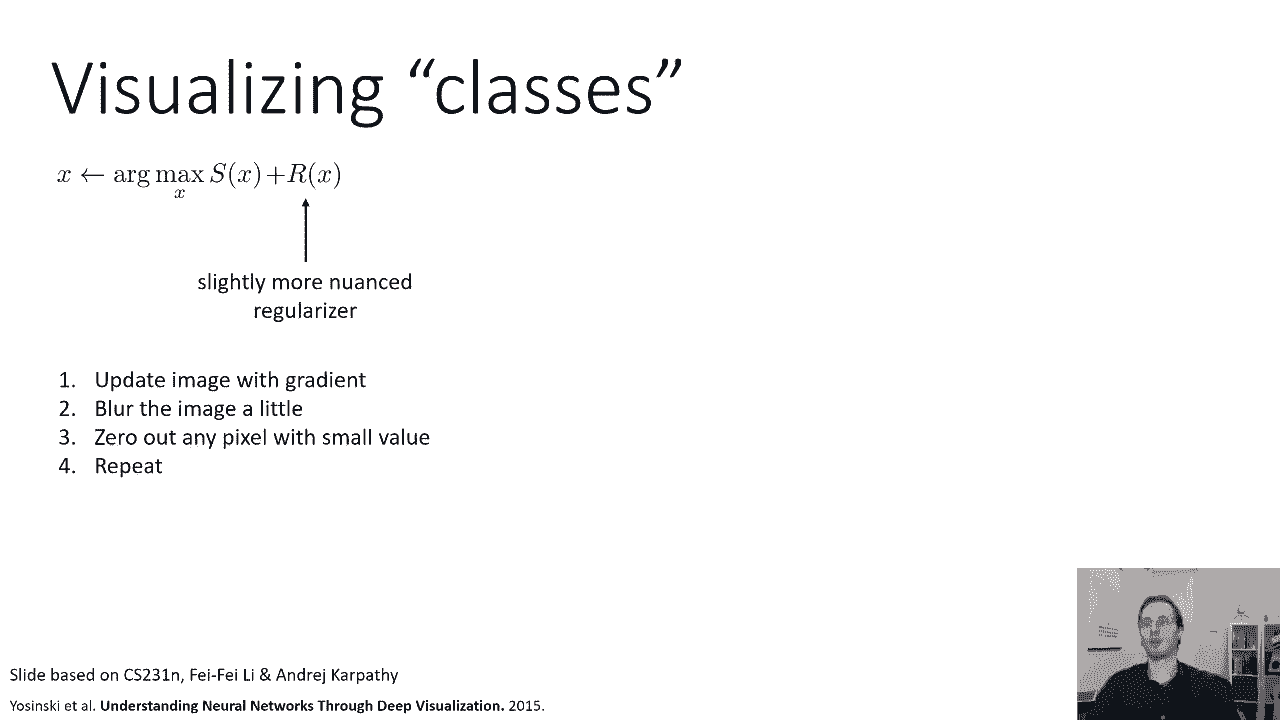 Visualizing “classes”
x ← arg max S(x) + R(x)
x
slightly more nuanced
regularizer
1. Update image with gradient
2. Blur the image a little
3. Zero out any pixel with small value
4. Repeat
Slide based on CS231n, Fei-Fei Li & Andrej Karpathy
Yosinski et al. Understanding Neural Networks Through Deep Visualization. 2015.